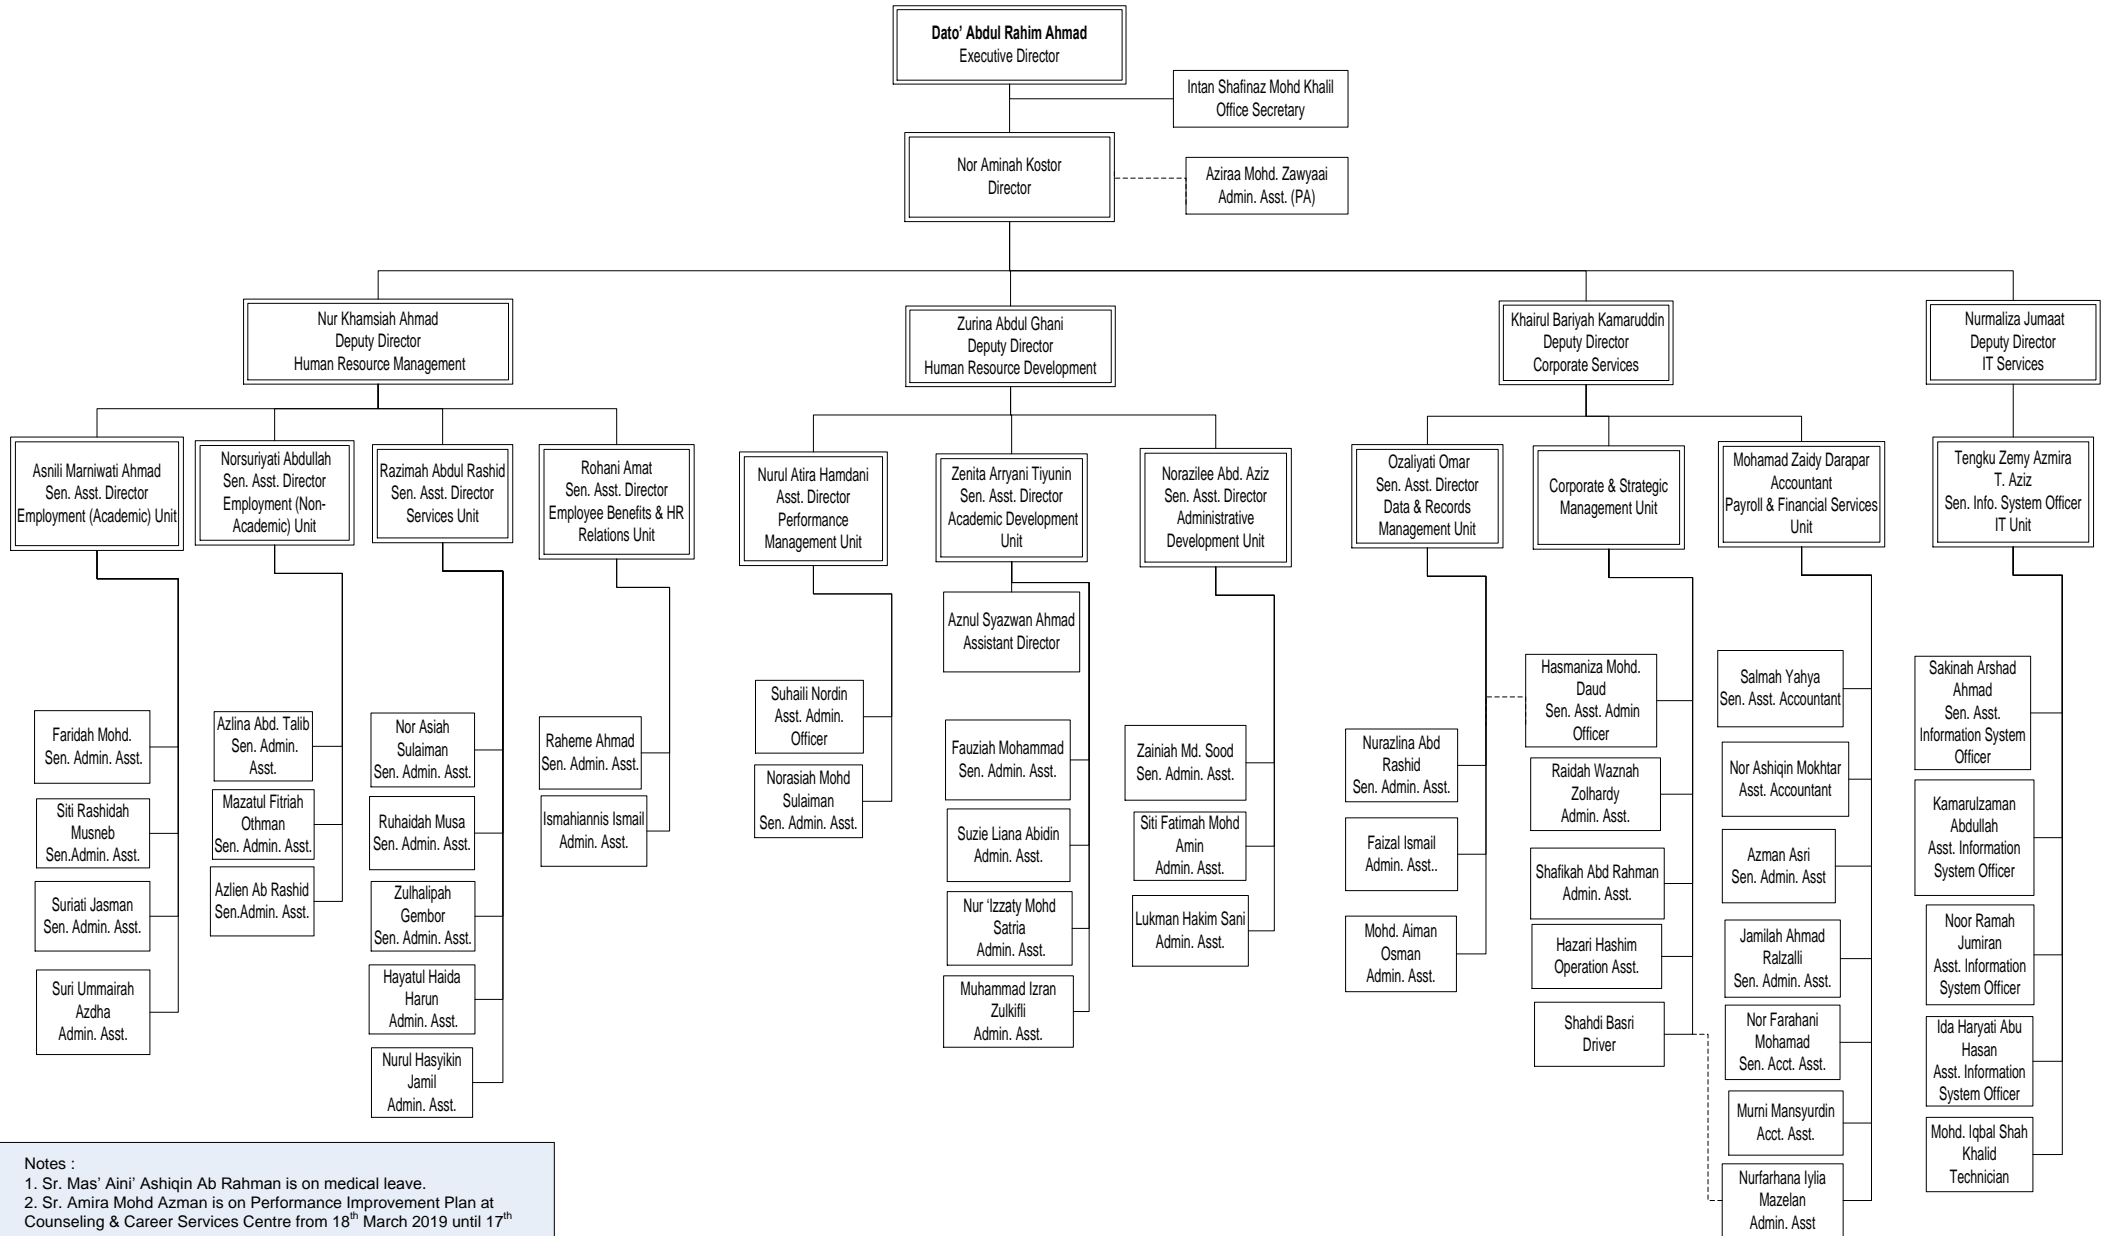 Dato’ Abdul Rahim Ahmad
Executive Director
Intan Shafinaz Mohd Khalil
Office Secretary
Nor Aminah Kostor
Director
Aziraa Mohd. Zawyaai
Admin. Asst. (PA)
Nur Khamsiah Ahmad
Deputy Director
Human Resource Management
Zurina Abdul Ghani
Deputy Director
Human Resource Development
Khairul Bariyah Kamaruddin
Deputy Director
Corporate Services
Nurmaliza Jumaat
Deputy Director
IT Services
Asnili Marniwati Ahmad
Sen. Asst. Director
Employment (Academic) Unit
Norsuriyati Abdullah
Sen. Asst. Director
Employment (Non-
Academic) Unit
Razimah Abdul Rashid
Sen. Asst. Director
Services Unit
Rohani Amat
Sen. Asst. Director
Employee Benefits & HR
Relations Unit
Nurul Atira Hamdani
Asst. Director
Performance
Management Unit
Zenita Arryani Tiyunin
Sen. Asst. Director
Academic Development
Unit
Norazilee Abd. Aziz
Sen. Asst. Director
Administrative
Development Unit
Ozaliyati Omar
Sen. Asst. Director
Data & Records
Management Unit
Corporate & Strategic
Management Unit
Mohamad Zaidy Darapar
Accountant
Payroll & Financial Services
Unit
Tengku Zemy Azmira
T. Aziz
Sen. Info. System Officer
IT Unit
Faridah Mohd.
Sen. Admin. Asst.
Siti Rashidah
Musneb
Sen.Admin. Asst.
Suriati Jasman
Sen. Admin. Asst.
Suri Ummairah
Azdha
Admin. Asst.
Azlina Abd. Talib
Sen. Admin.
Asst.
Mazatul Fitriah
Othman
Sen. Admin. Asst.
Azlien Ab Rashid
Sen.Admin. Asst.
Nor Asiah
Sulaiman
Sen. Admin. Asst.
Ruhaidah Musa
Sen. Admin. Asst.
Zulhalipah
Gembor
Sen. Admin. Asst.
Hayatul Haida
Harun
Admin. Asst.
Nurul Hasyikin
Jamil
Admin. Asst.
Raheme Ahmad
Sen. Admin. Asst.
Ismahiannis Ismail
Admin. Asst.
Suhaili Nordin
Asst. Admin.
Officer
Norasiah Mohd
Sulaiman
Sen. Admin. Asst.
Aznul Syazwan Ahmad
Assistant Director
Fauziah Mohammad
Sen. Admin. Asst.
Suzie Liana Abidin
Admin. Asst.
Nur ‘Izzaty Mohd
Satria
Admin. Asst.
Muhammad Izran
Zulkifli
Admin. Asst.
Zainiah Md. Sood
Sen. Admin. Asst.
Siti Fatimah Mohd
Amin
Admin. Asst.
Lukman Hakim Sani
Admin. Asst.
Nurazlina Abd
Rashid
Sen. Admin. Asst.
Faizal Ismail
Admin. Asst..
Mohd. Aiman
Osman
Admin. Asst.
Hasmaniza Mohd.
Daud
Sen. Asst. Admin
Officer
Raidah Waznah
Zolhardy
Admin. Asst.
Shafikah Abd Rahman
Admin. Asst.
Hazari Hashim
Operation Asst.
Shahdi Basri
Driver
Salmah Yahya
Sen. Asst. Accountant
Nor Ashiqin Mokhtar
Asst. Accountant
Azman Asri
Sen. Admin. Asst
Jamilah Ahmad
Ralzalli
Sen. Admin. Asst.
Nor Farahani
Mohamad
Sen. Acct. Asst.
Murni Mansyurdin
Acct. Asst.
Nurfarhana Iylia
Mazelan
Admin. Asst
Sakinah Arshad
Ahmad
Sen. Asst.
Information System
Officer
Kamarulzaman
Abdullah
Asst. Information
System Officer
Noor Ramah
Jumiran
Asst. Information
System Officer
Ida Haryati Abu
Hasan
Asst. Information
System Officer
Mohd. Iqbal Shah
Khalid
Technician
Notes :
1. Sr. Mas’ Aini’ Ashiqin Ab Rahman is on medical leave.
2. Sr. Amira Mohd Azman is on Performance Improvement Plan at
Counseling & Career Services Centre from 18th March 2019 until 17th